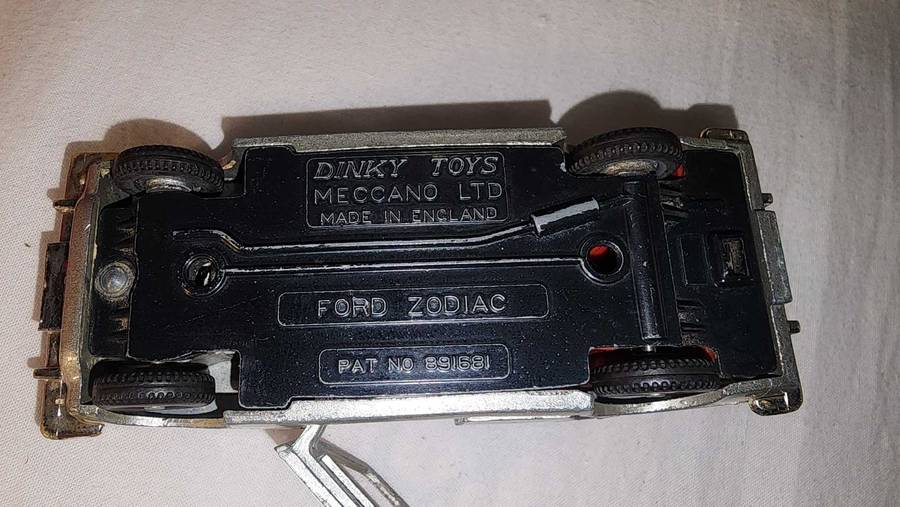 DINKY TOYS
MECCANO LTD
MADE IN ENGLAND
FORD ZODIAC
PAT NO 891681